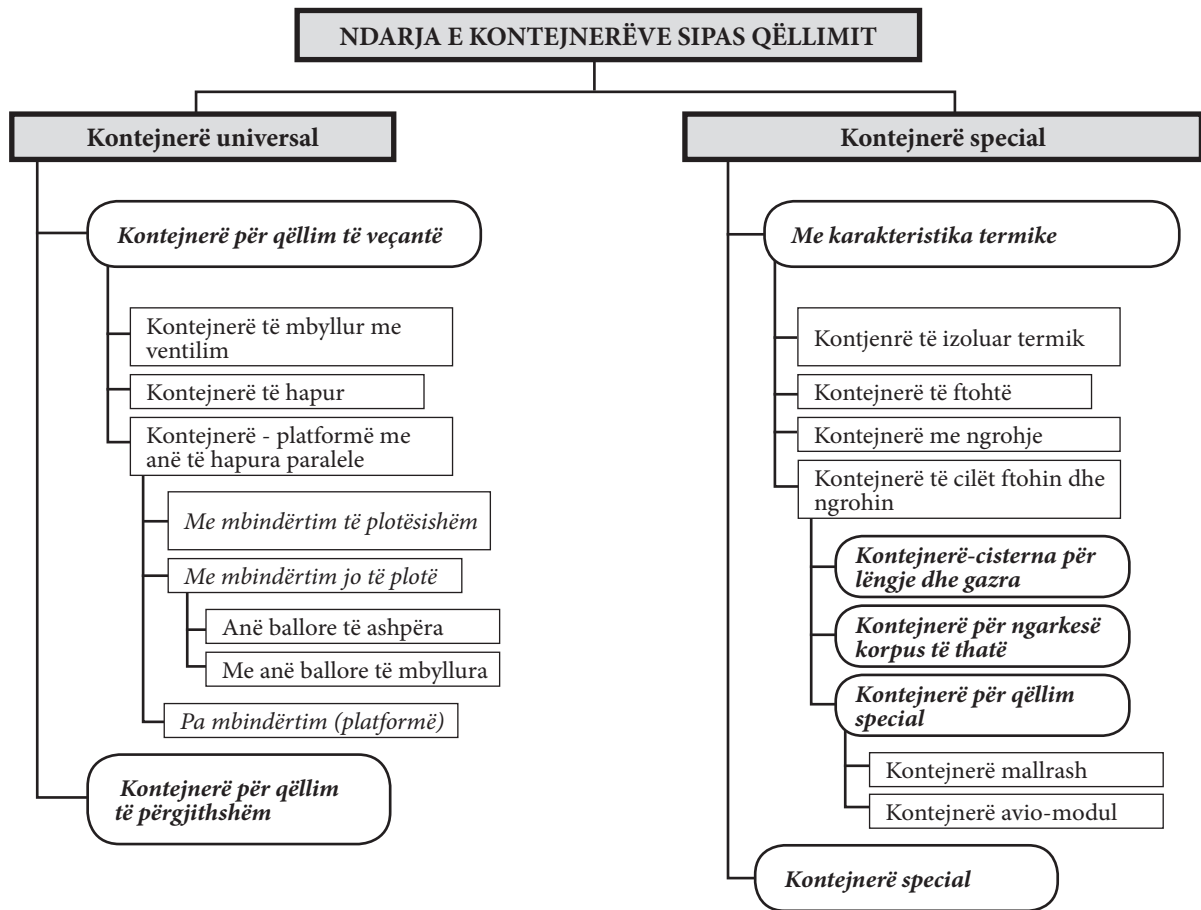 NDARJA E KONTEJNERËVE SIPAS QËLLIMIT
Kontejnerë universal
Kontejnerë për qëllim të veçantë
Kontejnerë të mbyllur me
ventilim
Kontejnerë të hapur
Kontejnerë - platformë me
anë të hapura paralele
Me mbindërtim të plotësishëm
Me mbindërtim jo të plotë
Anë ballore të ashpëra
Me anë ballore të mbyllura
Pa mbindërtim (platformë)
Kontejnerë për qëllim
të përgjithshëm
Kontejnerë special
Me karakteristika termike
Kontjenrë të izoluar termik
Kontejnerë të ftohtë
Kontejnerë me ngrohje
Kontejnerë të cilët ftohin dhe
ngrohin
Kontejnerë-cisterna për
lëngje dhe gazra
Kontejnerë për ngarkesë
korpus të thatë
Kontejnerë për qëllim
special
Kontejnerë mallrash
Kontejnerë avio-modul
Kontejnerë special